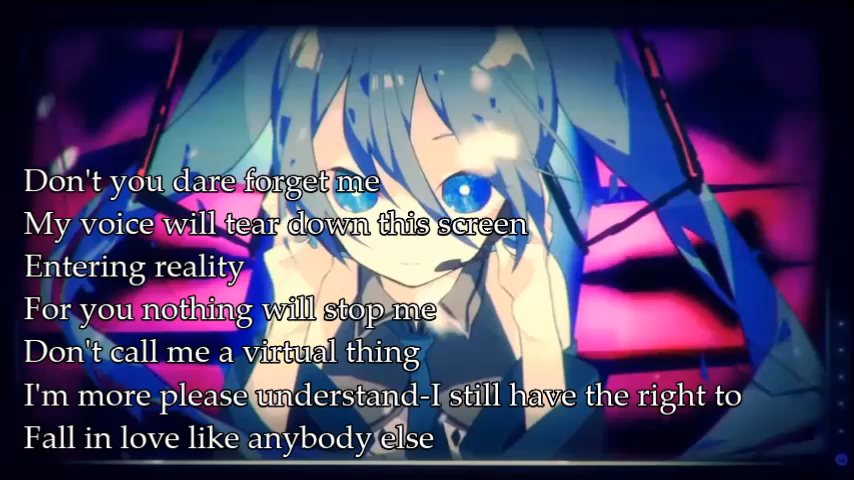 Don't you dare forget me
My voice will tear down this screen
Entering reality
For you nothing will stop me
Don't call me a virtual thing
I'm more please understand-I still have the right to
Fall in love like anybody else